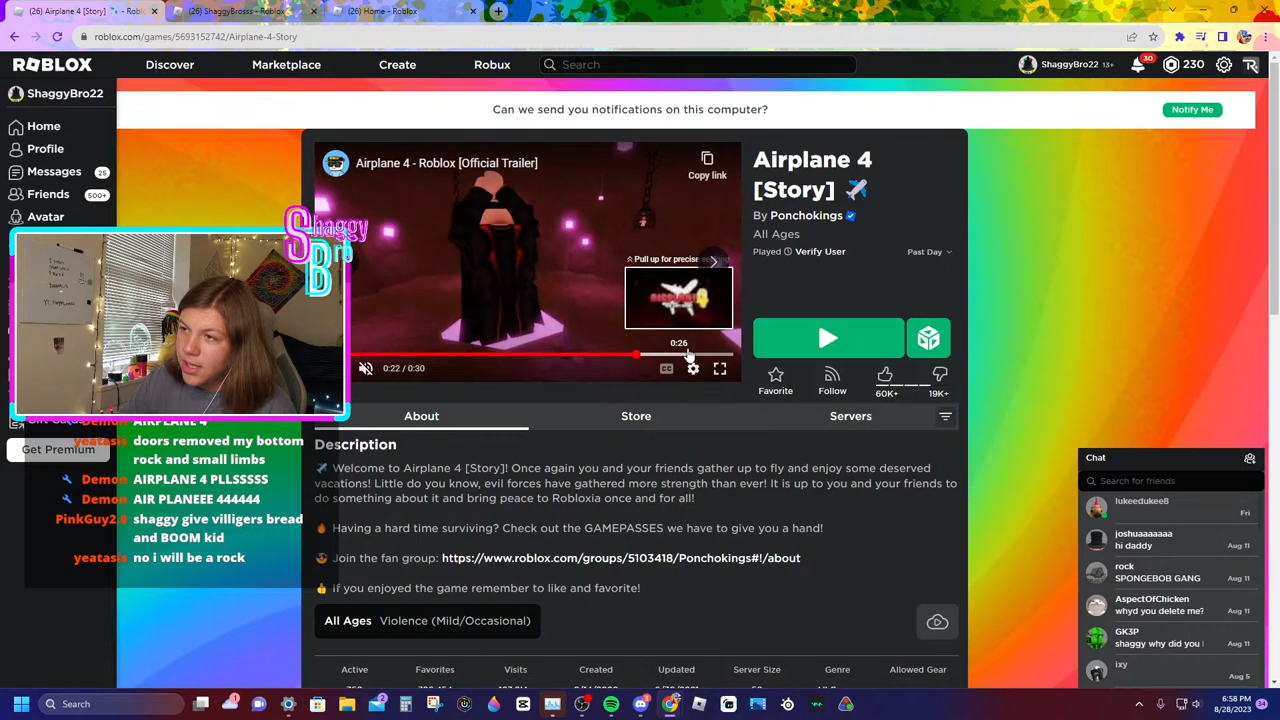 (26) Airplane 4 [Story] - Roblox
(26) ShaggyBrosss - Roblox
(26) Home - Roblox
roblox.com/games/5693152742/Airplane-4-Story
ROBLOX
Discover
Marketplace
Create
Robux
Search
ShaggyBro22 13+
30
230
ShaggyBro22
Home
Profile
Messages 25
Friends 500+
Avatar
Get Premium
Can we send you notifications on this computer?
Notify Me
Airplane 4 - Roblox [Official Trailer]
Copy link
Pull up for precise
0:26
0:22 / 0:30
CC
Airplane 4
[Story] ✈️
By Ponchokings
All Ages
Played Verify User
Past Day
Favorite
Follow
60K+
19K+
Shaggy
Bro
About
Store
Servers
Description
✈️ Welcome to Airplane 4 [Story]! Once again you and your friends gather up to fly and enjoy some deserved
vacations! Little do you know, evil forces have gathered more strength than ever! It is up to you and your friends to
do something about it and bring peace to Robloxia once and for all!
🔥 Having a hard time surviving? Check out the GAMEPASSES we have to give you a hand!
Join the fan group: https://www.roblox.com/groups/5103418/Ponchokings#!/about
👍 if you enjoyed the game remember to like and favorite!
All Ages Violence (Mild/Occasional)
Active
Favorites
Visits
Created
Updated
Server Size
Genre
Allowed Gear
Demon AIRPLANE 4
yeatasis doors removed my bottom
rock and small limbs
Demon AIRPLANE 4 PLLSSSSS
Demon AIR PLANEEE 444444
PinkGuy2.0 shaggy give villigers bread
and BOOM kid
yeatasis no i will be a rock
Chat
Search for friends
lukeedukee8
Fri
joshuaaaaaaa
hi daddy Aug 11
rock
SPONGEBOB GANG Aug 11
AspectOfChicken
whyd you delete me? Aug 11
GK3P
shaggy why did you Aug 11
ixy
Aug 5
Search
6:58 PM
8/28/2023
34